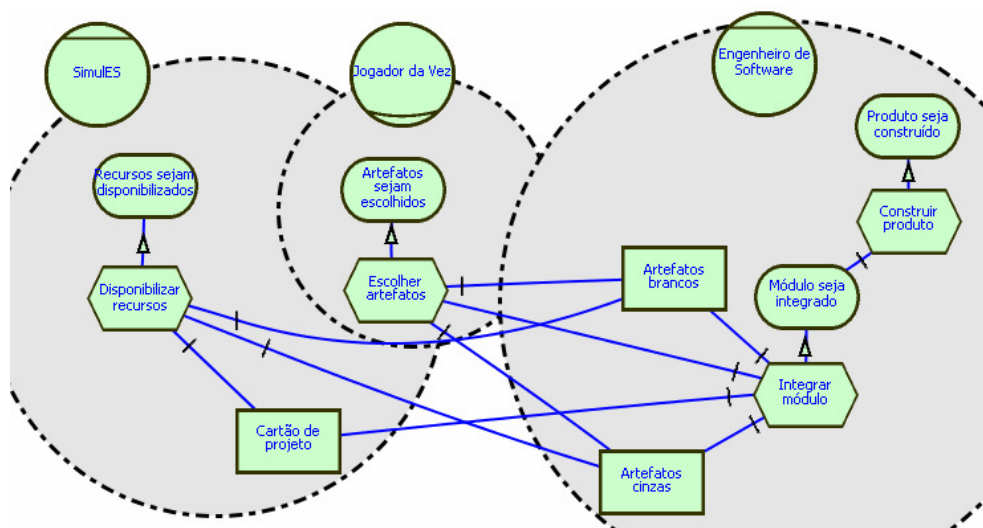 SimulES
Jogador da Vez
Engenheiro de
Software
Produto seja
construído
Recursos sejam
disponibilizados
Artefatos
sejam
escolhidos
Construir
produto
Disponibilizar
recursos
Escolher
artefatos
Artefatos
brancos
Módulo seja
integrado
Integrar
módulo
Cartão de
projeto
Artefatos
cinzas